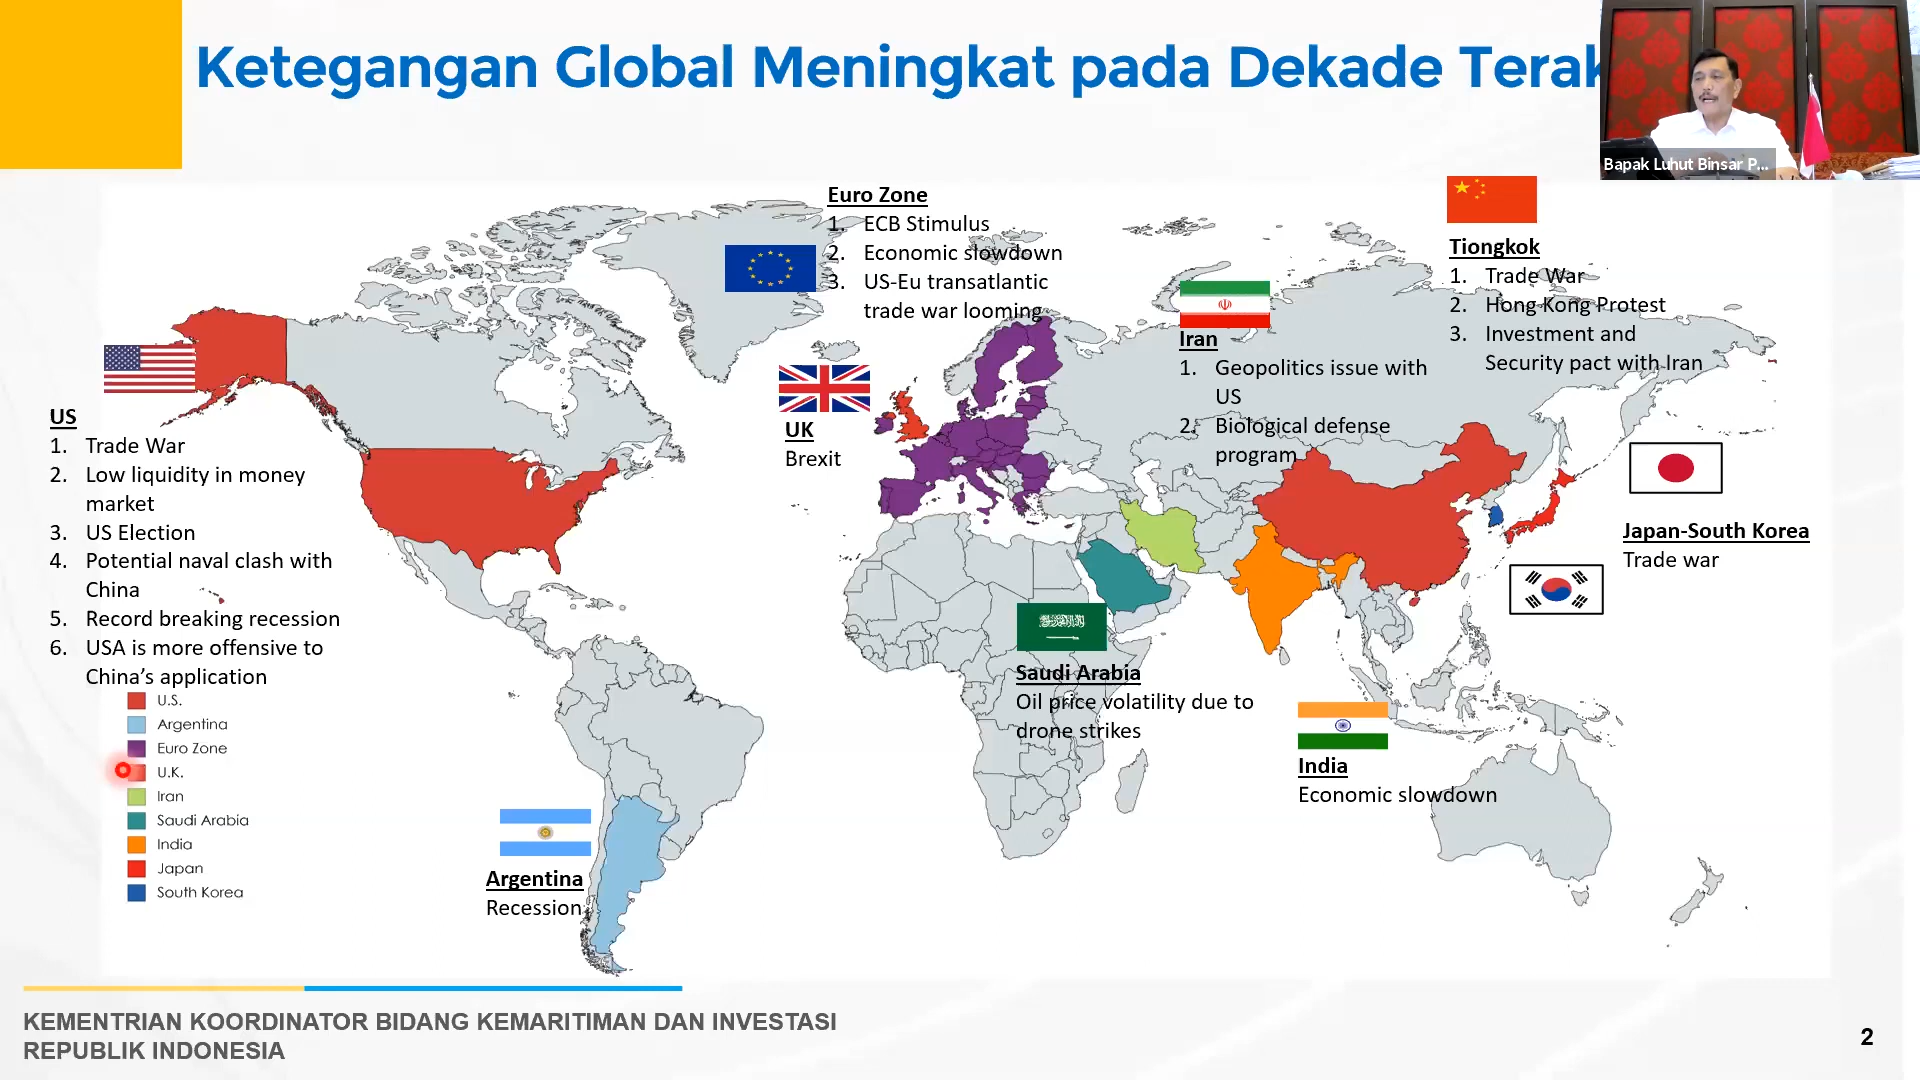 Ketegangan Global Meningkat pada Dekade
Bapak Luhut Binsar P...
Euro Zone
1. ECB Stimulus
2. Economic slowdown
3. US-Eu transatlantic
trade war looming
Tiongkok
1. Trade War
2. Hong Kong Protest
3. Investment and
Security pact with Iran
Iran
1. Geopolitics issue with
US
2. Biological defense
program
UK
Brexit
US
1. Trade War
2. Low liquidity in money
market
3. US Election
4. Potential naval clash with
China
5. Record breaking recession
6. USA is more offensive to
China’s application
Japan-South Korea
Trade war
Saudi Arabia
Oil price volatility due to
drone strikes
India
Economic slowdown
Argentina
Recession
U.S.
Argentina
Euro Zone
U.K.
Iran
Saudi Arabia
India
Japan
South Korea
KEMENTRIAN KOORDINATOR BIDANG KEMARITIMAN DAN INVESTASI
REPUBLIK INDONESIA
2